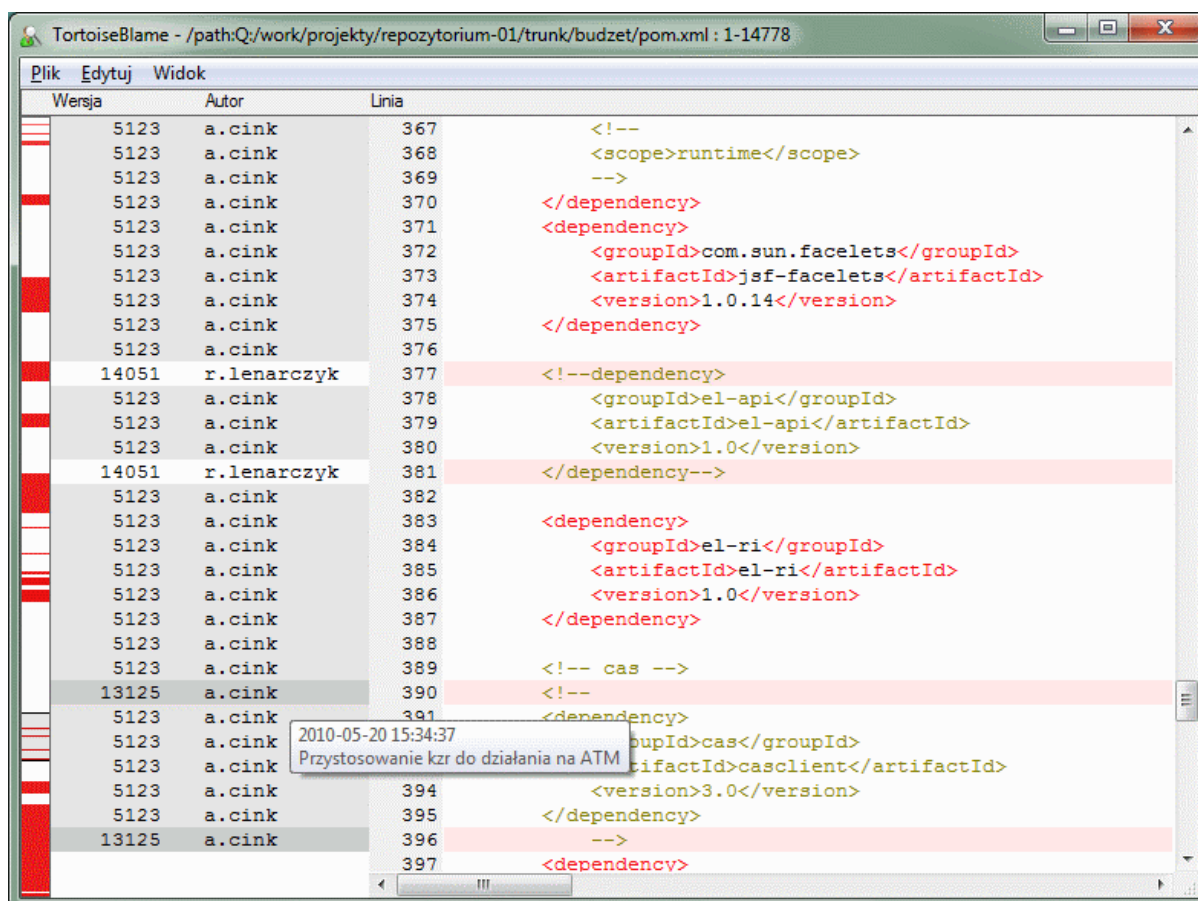 TortoiseBlame - /path:Q:/work/projekty/repozytorium-01/trunk/budzet/pom.xml : 1-14778
Plik Edytuj Widok
Wersja Autor Linia
5123 a.cink 367 <!--
5123 a.cink 368 <scope>runtime</scope>
5123 a.cink 369 -->
5123 a.cink 370 </dependency>
5123 a.cink 371 <dependency>
5123 a.cink 372 <groupId>com.sun.facelets</groupId>
5123 a.cink 373 <artifactId>jsf-facelets</artifactId>
5123 a.cink 374 <version>1.0.14</version>
5123 a.cink 375 </dependency>
5123 a.cink 376
14051 r.lenarczyk 377 <!--dependency>
5123 a.cink 378 <groupId>el-api</groupId>
5123 a.cink 379 <artifactId>el-api</artifactId>
5123 a.cink 380 <version>1.0</version>
14051 r.lenarczyk 381 </dependency-->
5123 a.cink 382
5123 a.cink 383 <dependency>
5123 a.cink 384 <groupId>el-ri</groupId>
5123 a.cink 385 <artifactId>el-ri</artifactId>
5123 a.cink 386 <version>1.0</version>
5123 a.cink 387 </dependency>
5123 a.cink 388
5123 a.cink 389 <!-- cas -->
13125 a.cink 390 <!--
5123 a.cink 391 <dependency>
2010-05-20 15:34:37
5123 a.cink oupId>cas</groupId>
Przystosowanie kzr do działania na ATM
5123 a.cink tifactId>casclient</artifactId>
5123 a.cink 394 <version>3.0</version>
5123 a.cink 395 </dependency>
13125 a.cink 396 -->
397 <dependency>